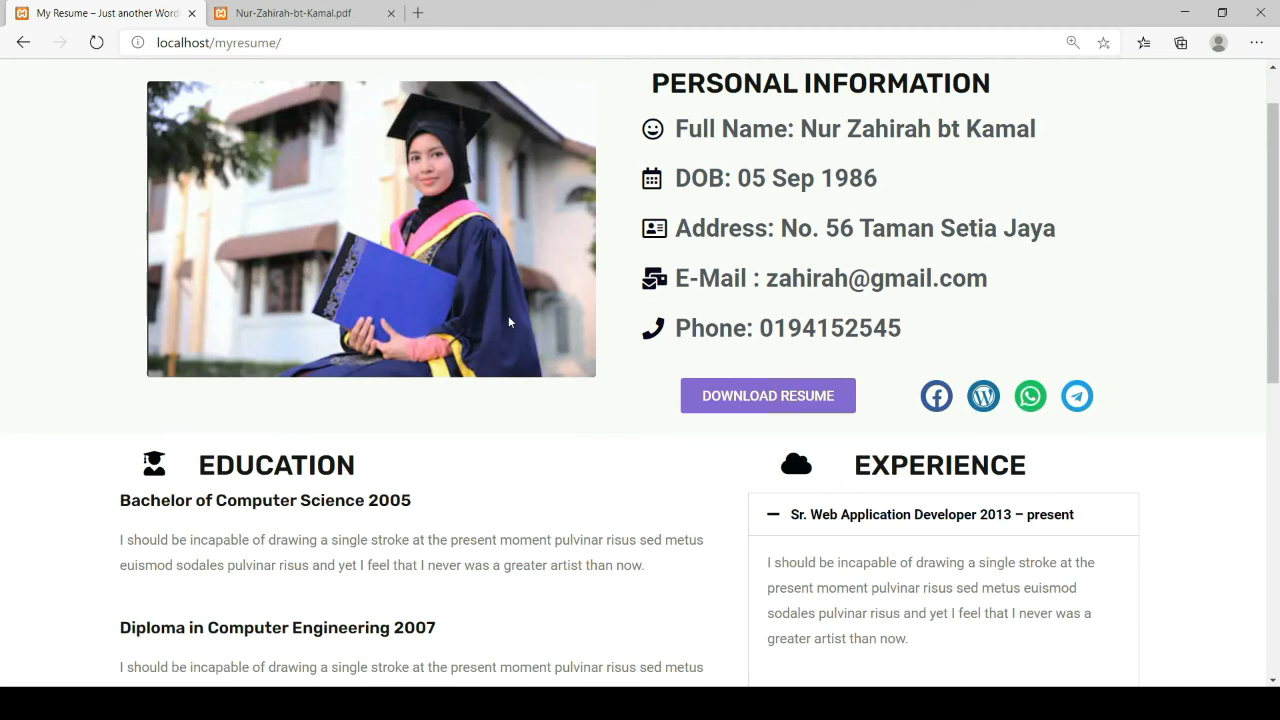 My Resume – Just another Word
Nur-Zahirah-bt-Kamal.pdf
localhost/myresume/
PERSONAL INFORMATION
Full Name: Nur Zahirah bt Kamal
DOB: 05 Sep 1986
Address: No. 56 Taman Setia Jaya
E-Mail : zahirah@gmail.com
Phone: 0194152545
DOWNLOAD RESUME
EDUCATION
Bachelor of Computer Science 2005
I should be incapable of drawing a single stroke at the present moment pulvinar risus sed metus
euismod sodales pulvinar risus and yet I feel that I never was a greater artist than now.
Diploma in Computer Engineering 2007
I should be incapable of drawing a single stroke at the present moment pulvinar risus sed metus
EXPERIENCE
Sr. Web Application Developer 2013 – present
I should be incapable of drawing a single stroke at the
present moment pulvinar risus sed metus euismod
sodales pulvinar risus and yet I feel that I never was a
greater artist than now.